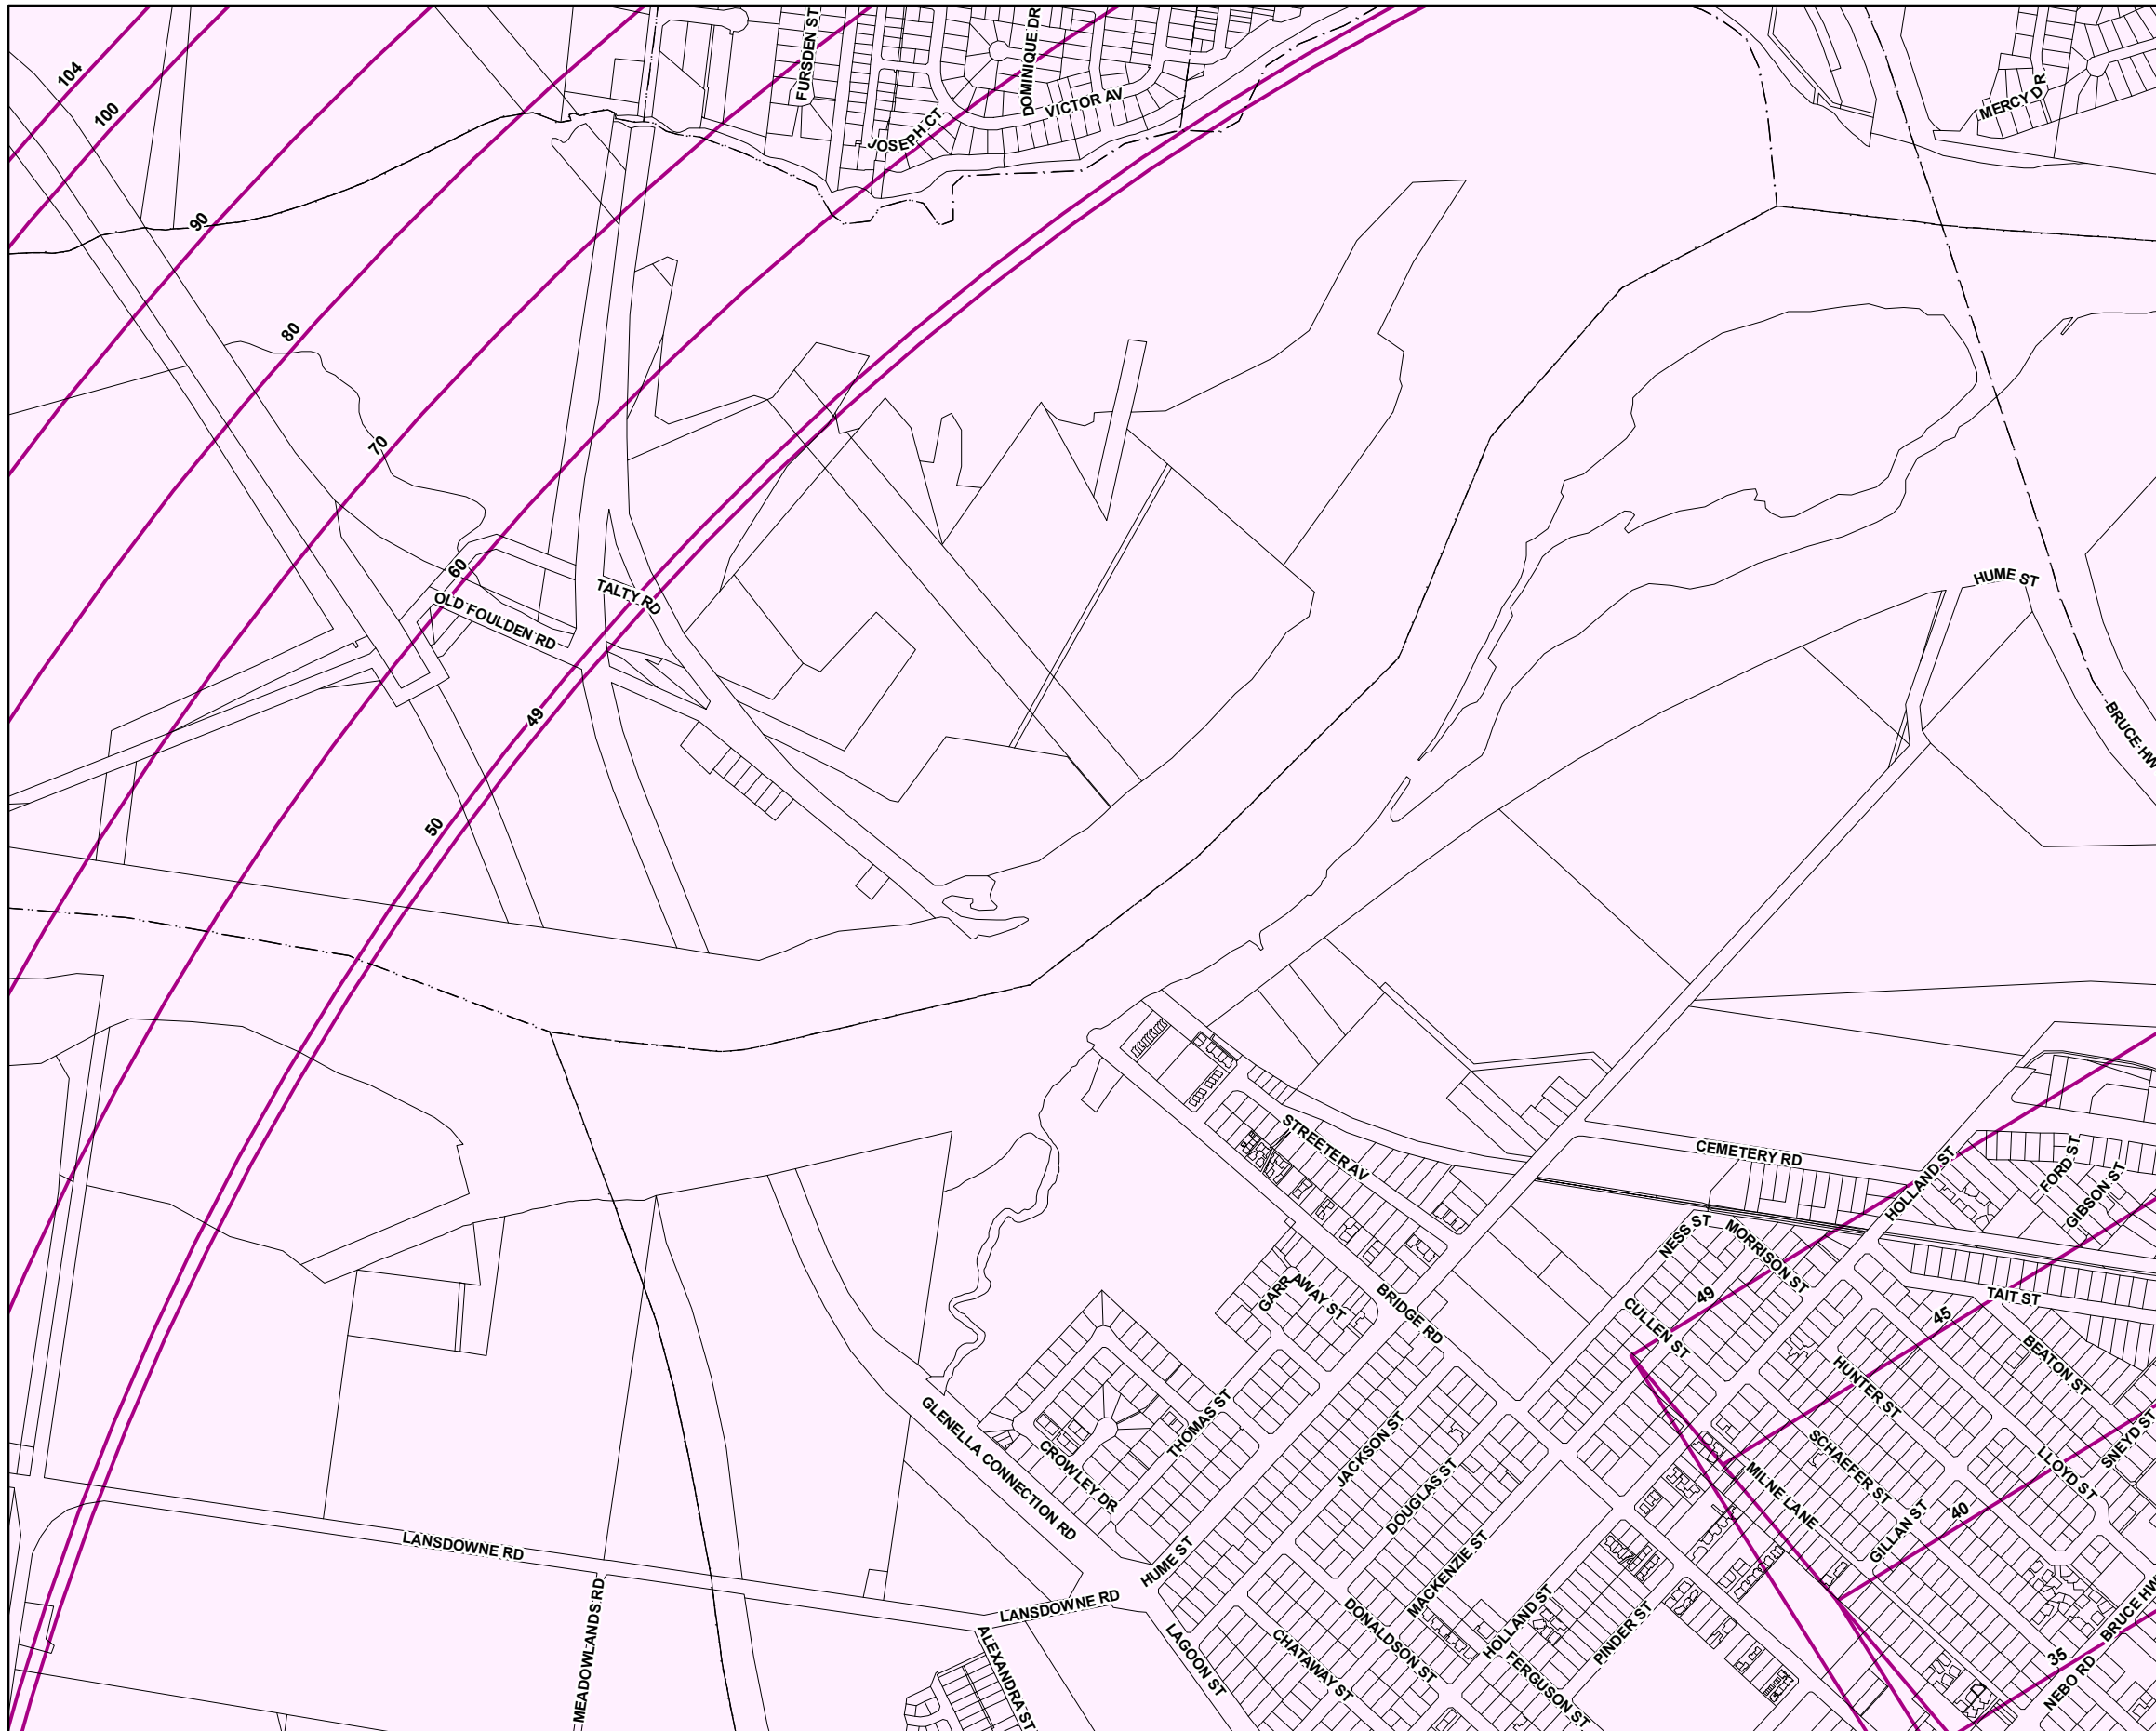 FURSDEN ST
DOMINIQUE DR
VICTOR AV
JOSEPH CT
MERCY DR
104
100
90
80
70
60
OLD FOULDEN RD
TALTY RD
49
50
HUME ST
BRUCE HW
STREETER AV
CEMETERY RD
HOLLAND ST
FORD ST
GIBSON ST
NESS ST
MORRISON ST
GARRAWAY ST
BRIDGE RD
CULLEN ST
49
45
TAIT ST
BEATON ST
HUNTER ST
GLENELLA CONNECTION RD
CROWLEY DR
THOMAS ST
JACKSON ST
DOUGLAS ST
SCHAEFER ST
MILNE LANE
LLOYD ST
SNEYD ST
GILLAN ST
40
LANSDOWNE RD
MEADOWLANDS RD
HUME ST
LANSDOWNE RD
ALEXANDRA ST
LAGOON ST
CHATAWAY ST
DONALDSON ST
MACKENZIE ST
HOLLAND ST
FERGUSON ST
PINDER ST
35
NEBO RD
BRUCE HW